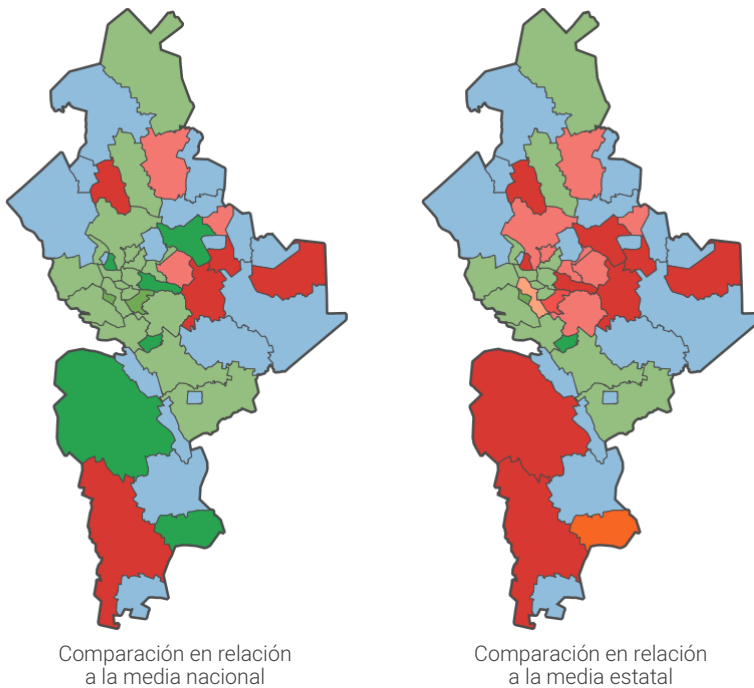 Comparación en relación
a la media nacional
Comparación en relación
a la media estatal